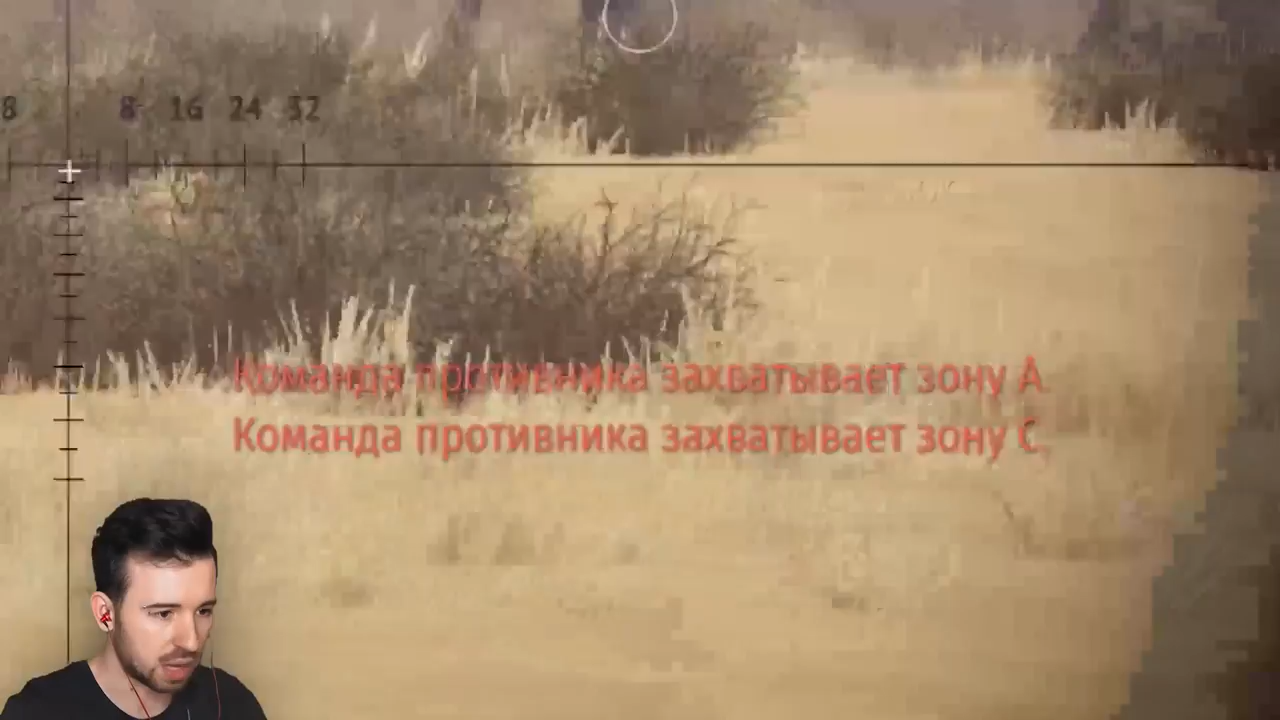 8 8 16 24 32
Команда противника захватывает зону A.
Команда противника захватывает зону C.